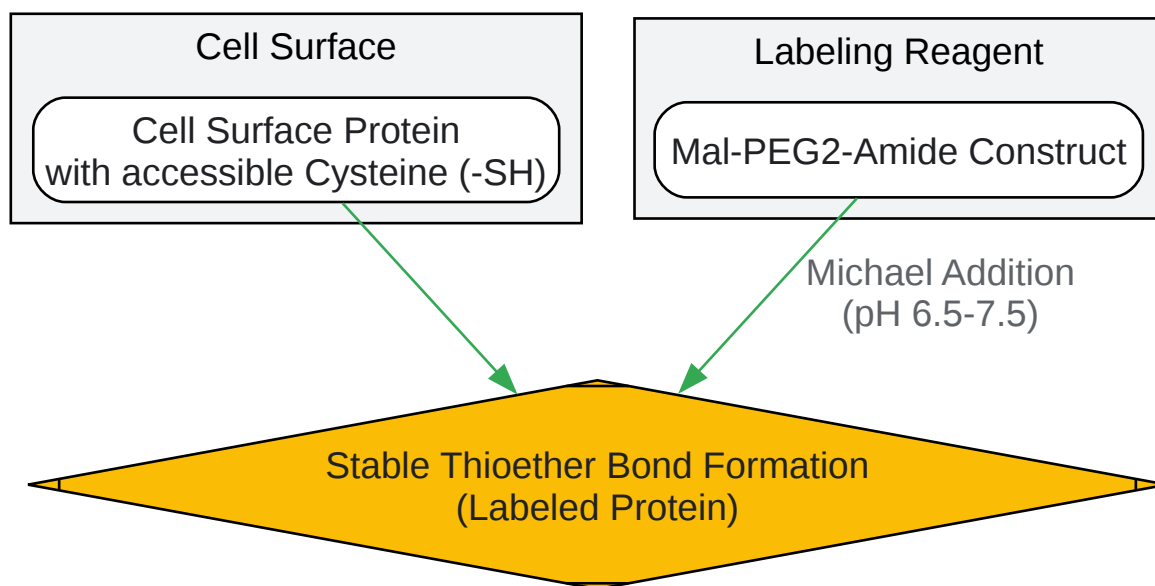 Cell Surface
Cell Surface Protein
with accessible Cysteine (-SH)
Labeling Reagent
Mal-PEG2-Amide Construct
Michael Addition
(pH 6.5-7.5)
Stable Thioether Bond Formation
(Labeled Protein)